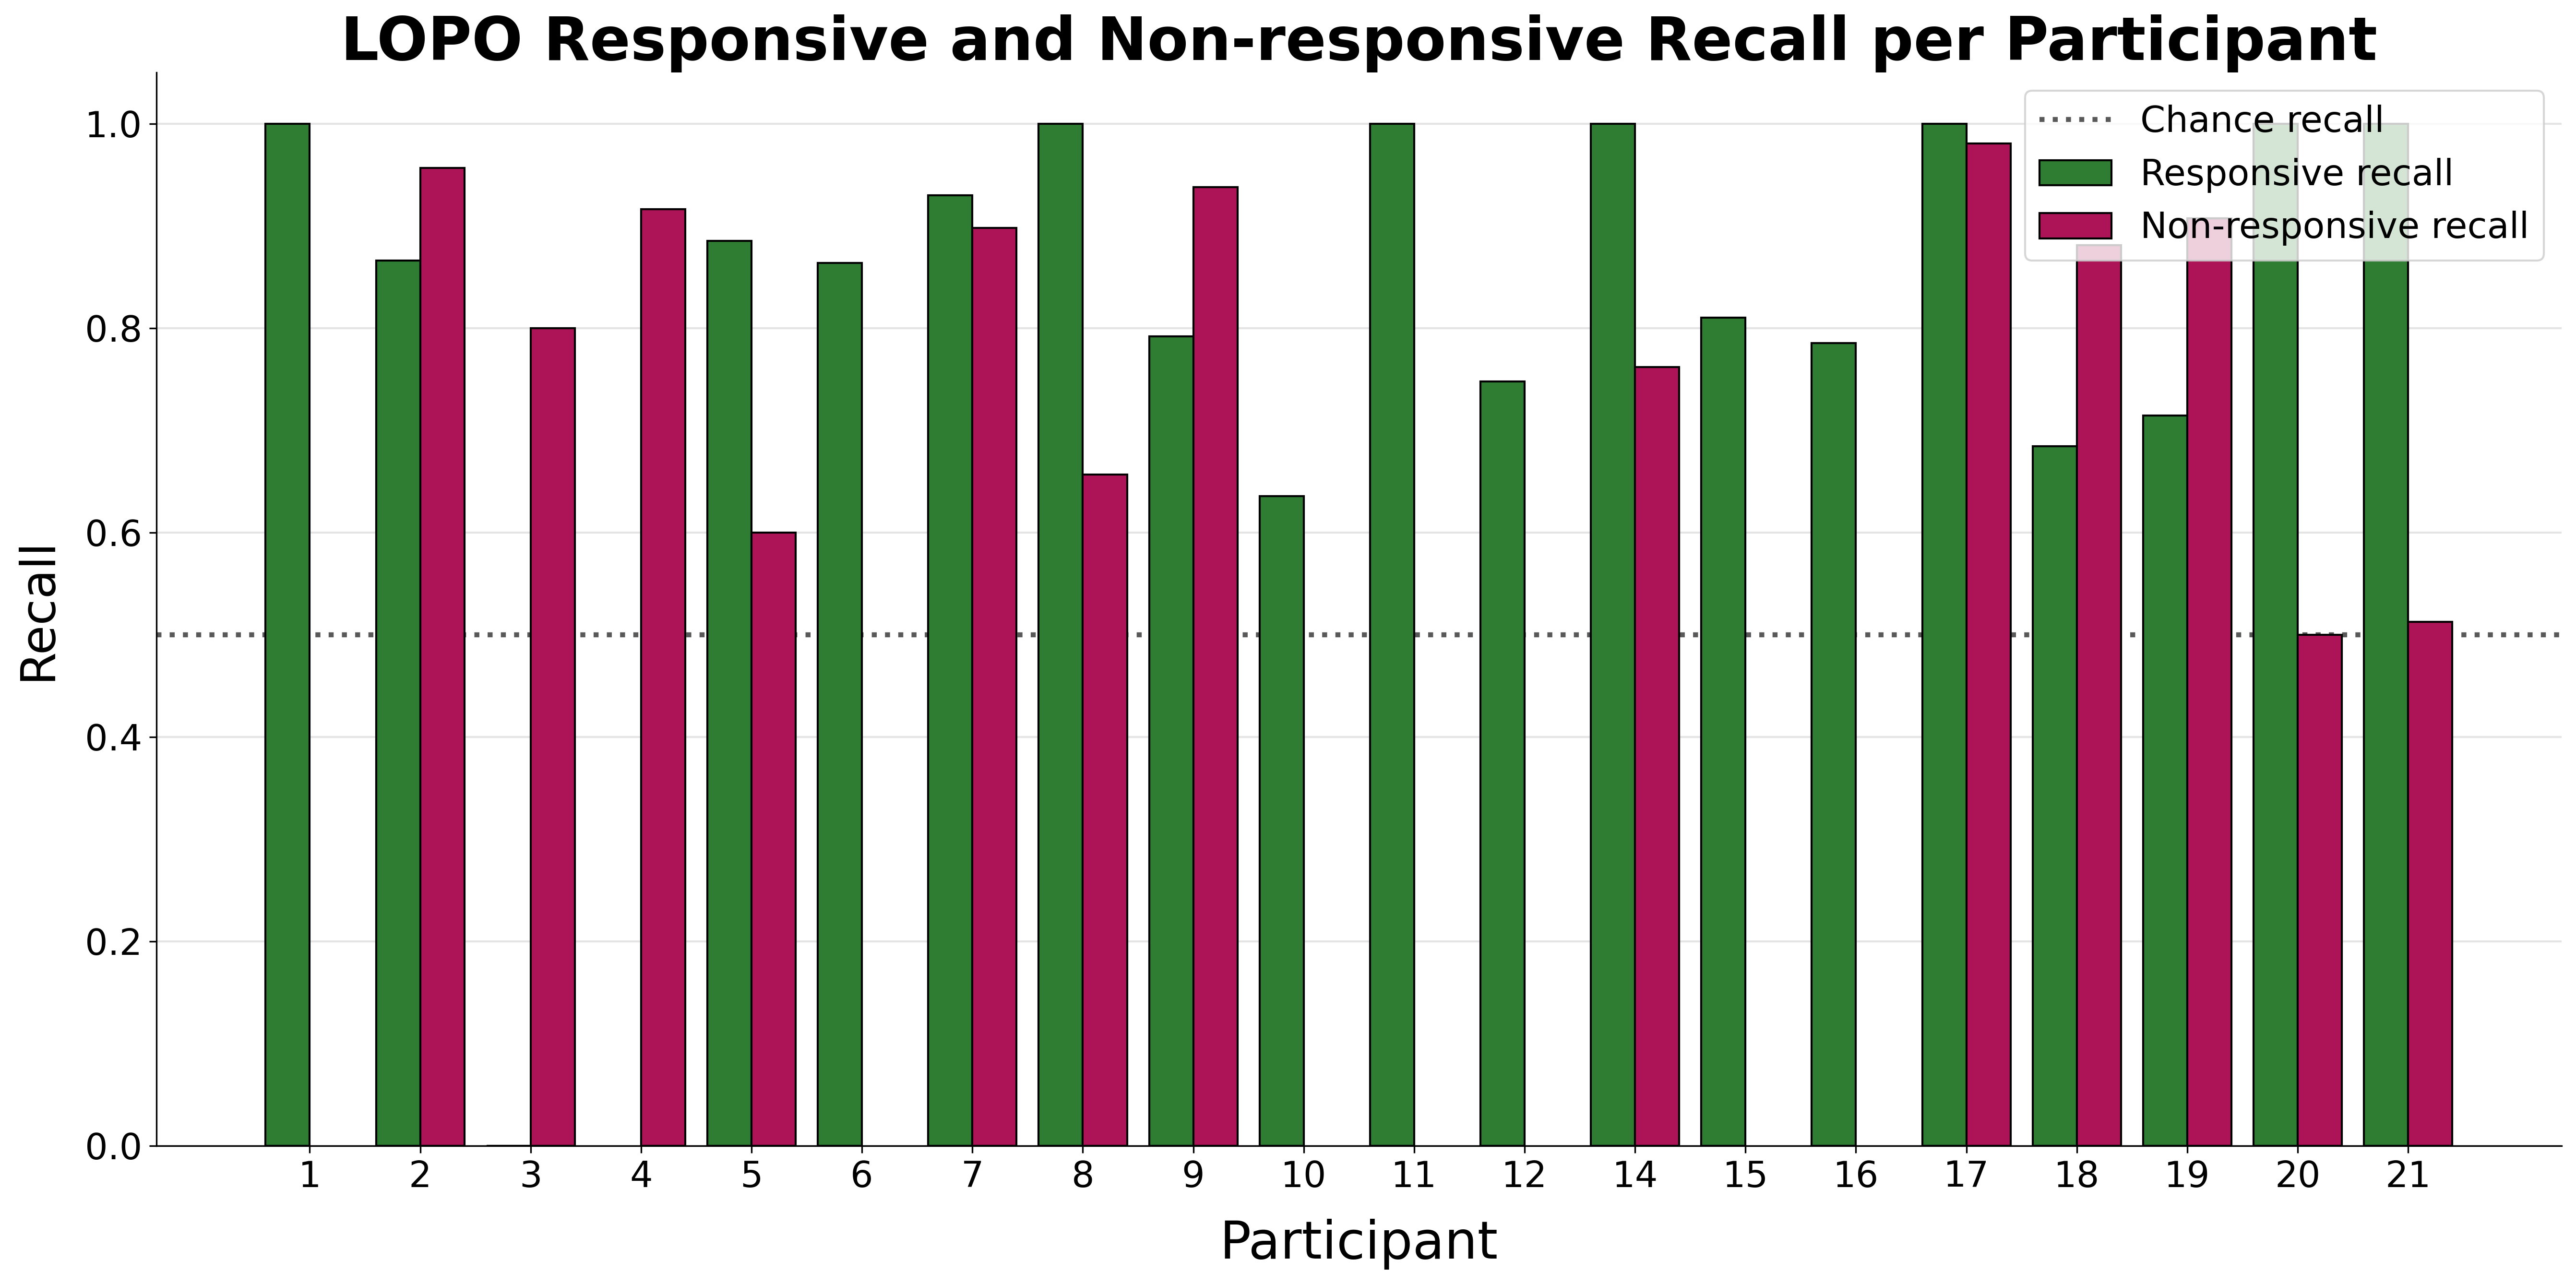 LOPO Responsive and Non-responsive Recall per Participant
Chance recall
Responsive recall
Non-responsive recall
Recall
1.0
0.8
0.6
0.4
0.2
0.0
1 2 3 4 5 6 7 8 9 10 11 12 14 15 16 17 18 19 20 21
Participant